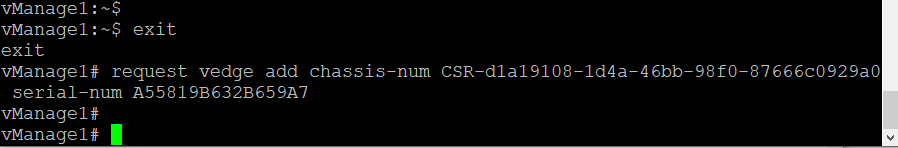 vManage1:~$
vManage1:~$ exit
exit
vManage1# request vedge add chassis-num CSR-d1a19108-1d4a-46bb-98f0-87666c0929a0
 serial-num A55819B632B659A7
vManage1#
vManage1#